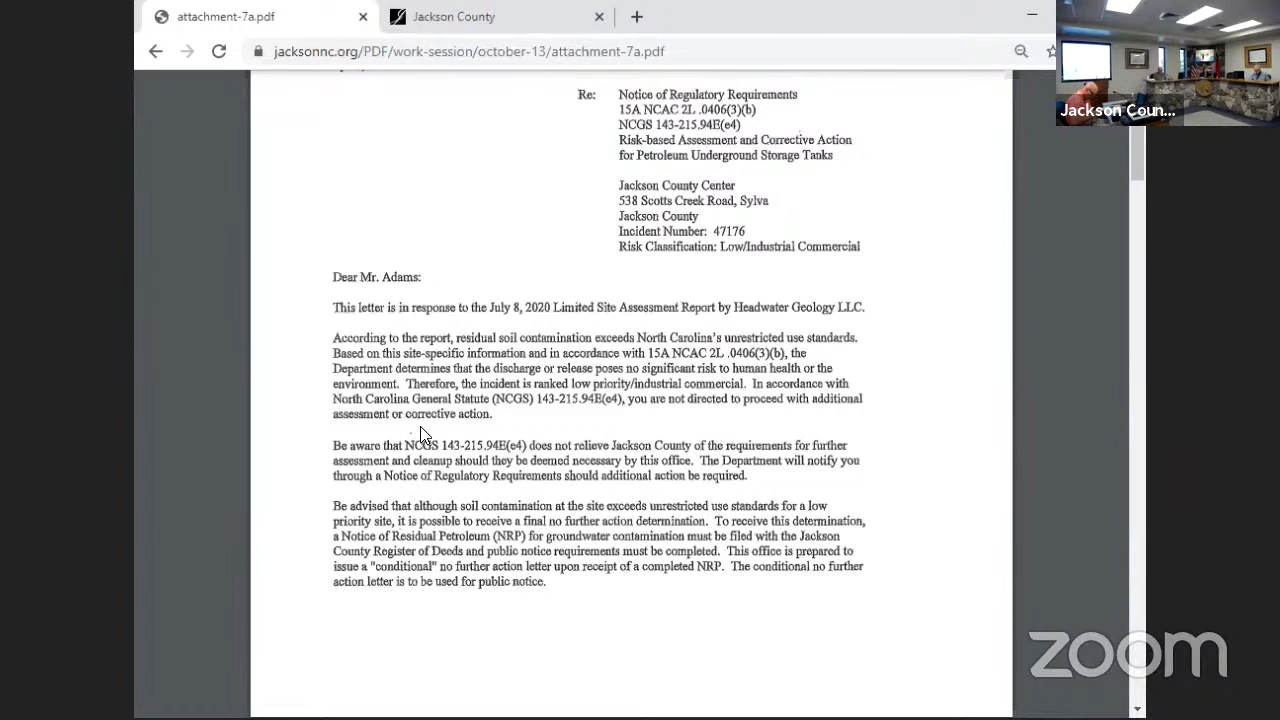 attachment-7a.pdf
Jackson County
jacksonnc.org/PDF/work-session/october-13/attachment-7a.pdf
Jackson Coun...
Re: Notice of Regulatory Requirements
15A NCAC 2L .0406(3)(b)
NCGS 143-215.94E(e4)
Risk-based Assessment and Corrective Action
for Petroleum Underground Storage Tanks
Jackson County Center
538 Scotts Creek Road, Sylva
Jackson County
Incident Number: 47176
Risk Classification: Low/Industrial Commercial
Dear Mr. Adams:
This letter is in response to the July 8, 2020 Limited Site Assessment Report by Headwater Geology LLC.
According to the report, residual soil contamination exceeds North Carolina's unrestricted use standards.
Based on this site-specific information and in accordance with 15A NCAC 2L .0406(3)(b), the
Department determines that the discharge or release poses no significant risk to human health or the
environment. Therefore, the incident is ranked low priority/industrial commercial. In accordance with
North Carolina General Statute (NCGS) 143-215.94E(e4), you are not directed to proceed with additional
assessment or corrective action.
Be aware that NCGS 143-215.94E(e4) does not relieve Jackson County of the requirements for further
assessment and cleanup should they be deemed necessary by this office. The Department will notify you
through a Notice of Regulatory Requirements should additional action be required.
Be advised that although soil contamination at the site exceeds unrestricted use standards for a low
priority site, it is possible to receive a final no further action determination. To receive this determination,
a Notice of Residual Petroleum (NRP) for groundwater contamination must be filed with the Jackson
County Register of Deeds and public notice requirements must be completed. This office is prepared to
issue a "conditional" no further action letter upon receipt of a completed NRP. The conditional no further
action letter is to be used for public notice.
zoom